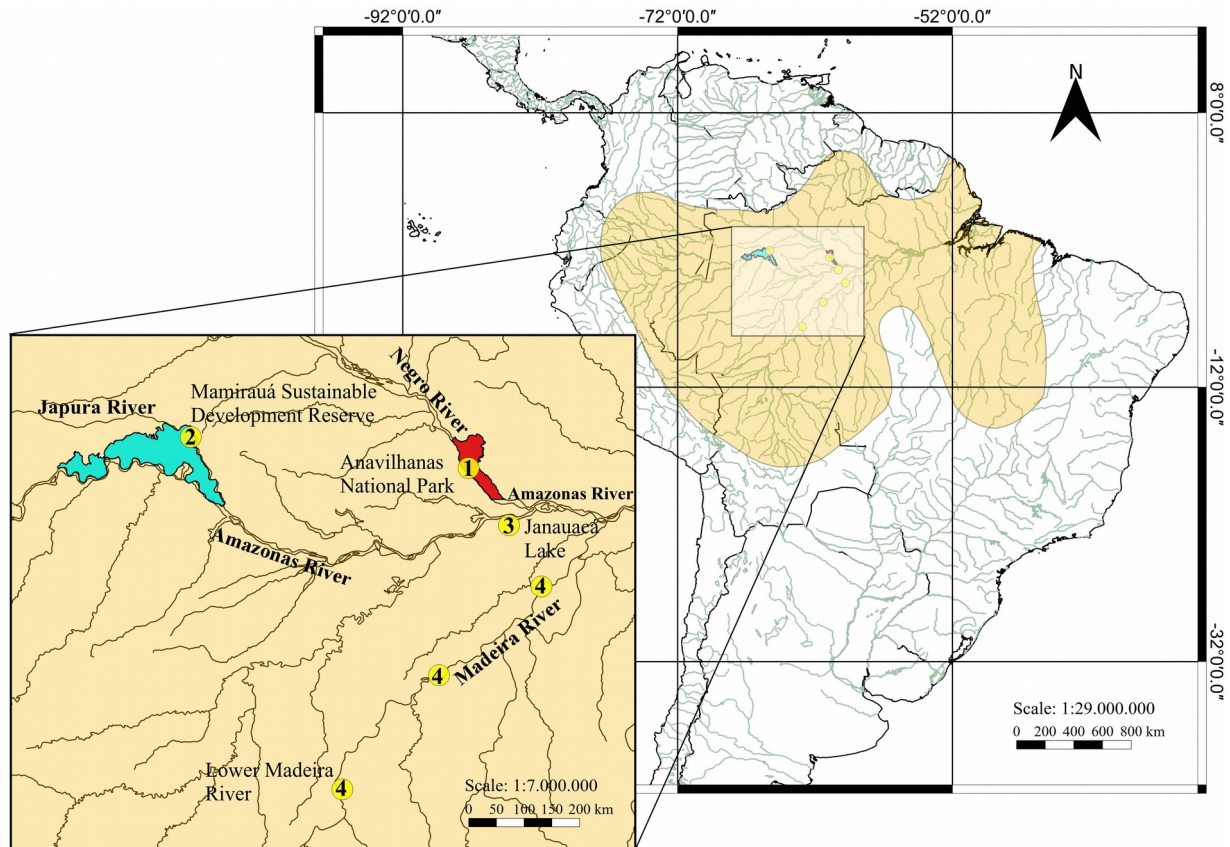 -92°0'0.0"
-72°0'0.0"
-52°0'0.0"
N
8°0'0.0"
-12°0'0.0"
-32°0'0.0"
Scale: 1:29.000.000
0 200 400 600 800 km
Negro River
Mamirauá Sustainable
Development Reserve
Japura River
2
Anavilhanas
National Park
1
Amazonas River
3
Janauacá
Lake
Amazonas River
4
Madeira River
4
Lower Madeira
River
4
Scale: 1:7.000.000
0 50 100 150 200 km